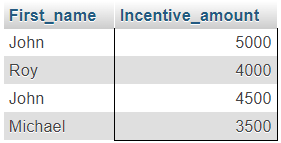 First_name Incentive_amount
John 5000
Roy 4000
John 4500
Michael 3500